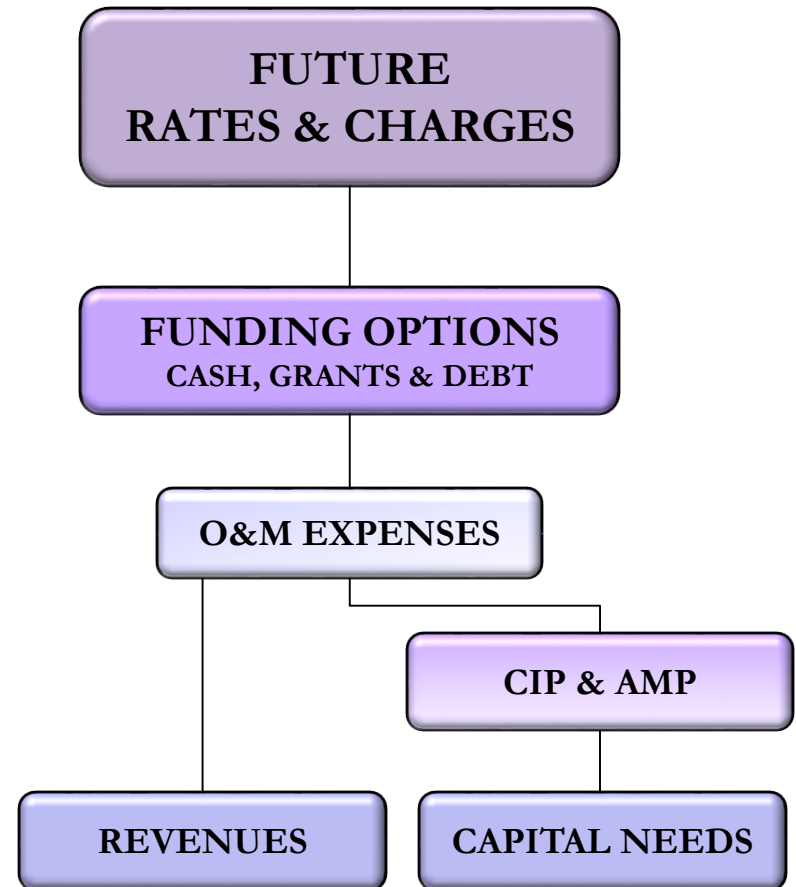 FUTURE
RATES & CHARGES
FUNDING OPTIONS
CASH, GRANTS & DEBT
O&M EXPENSES
CIP & AMP
REVENUES
CAPITAL NEEDS